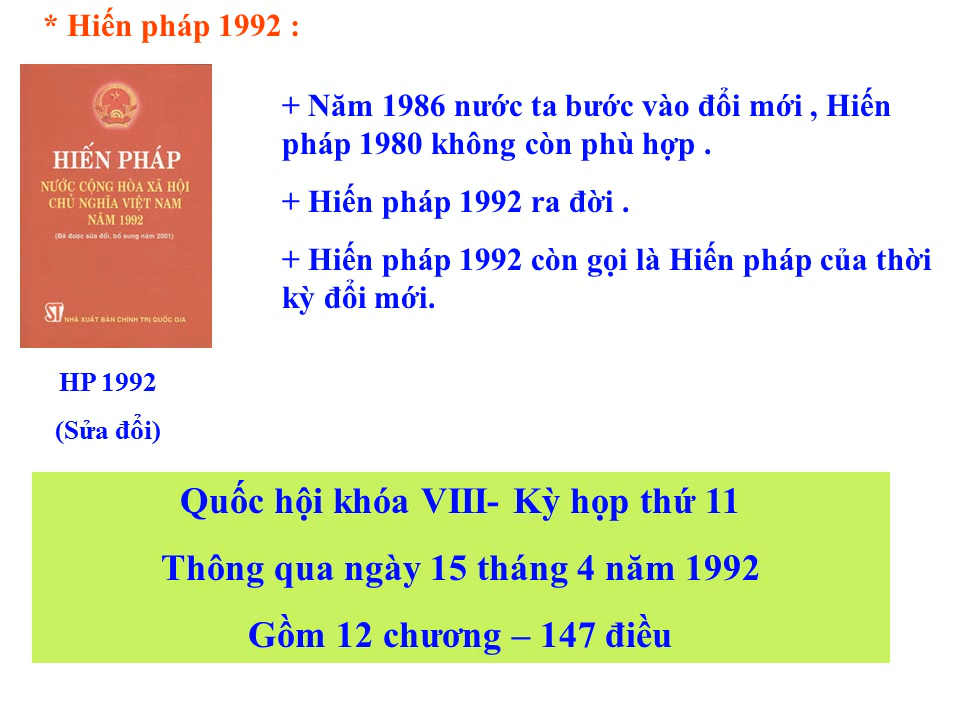 * Hiến pháp 1992 :
HIẾN PHÁP
NƯỚC CỘNG HÒA XÃ HỘI
CHỦ NGHĨA VIỆT NAM
NĂM 1992
(Đã được sửa đổi, bổ sung năm 2001)
ST NHÀ XUẤT BẢN CHÍNH TRỊ QUỐC GIA
+ Năm 1986 nước ta bước vào đổi mới , Hiến
pháp 1980 không còn phù hợp .
+ Hiến pháp 1992 ra đời .
+ Hiến pháp 1992 còn gọi là Hiến pháp của thời
kỳ đổi mới.
HP 1992
(Sửa đổi)
Quốc hội khóa VIII- Kỳ họp thứ 11
Thông qua ngày 15 tháng 4 năm 1992
Gồm 12 chương – 147 điều